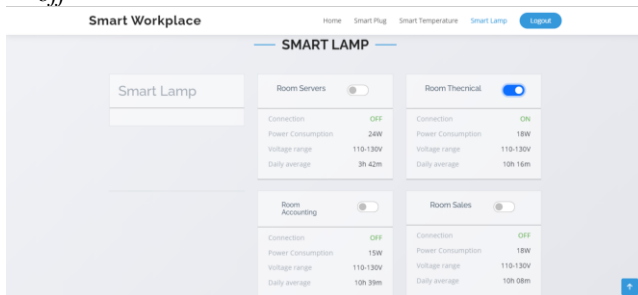 Smart Workplace
Home Smart Plug Smart Temperature Smart Lamp Logout
SMART LAMP
Smart Lamp
Room Servers
Connection OFF
Power Consumption 24W
Voltage range 110-130V
Daily average 3h 42m
Room Thecnical
Connection ON
Power Consumption 18W
Voltage range 110-130V
Daily average 10h 16m
Room
Accounting
Connection OFF
Power Consumption 15W
Voltage range 110-130V
Daily average 10h 39m
Room Sales
Connection OFF
Power Consumption 18W
Voltage range 110-130V
Daily average 10h 08m